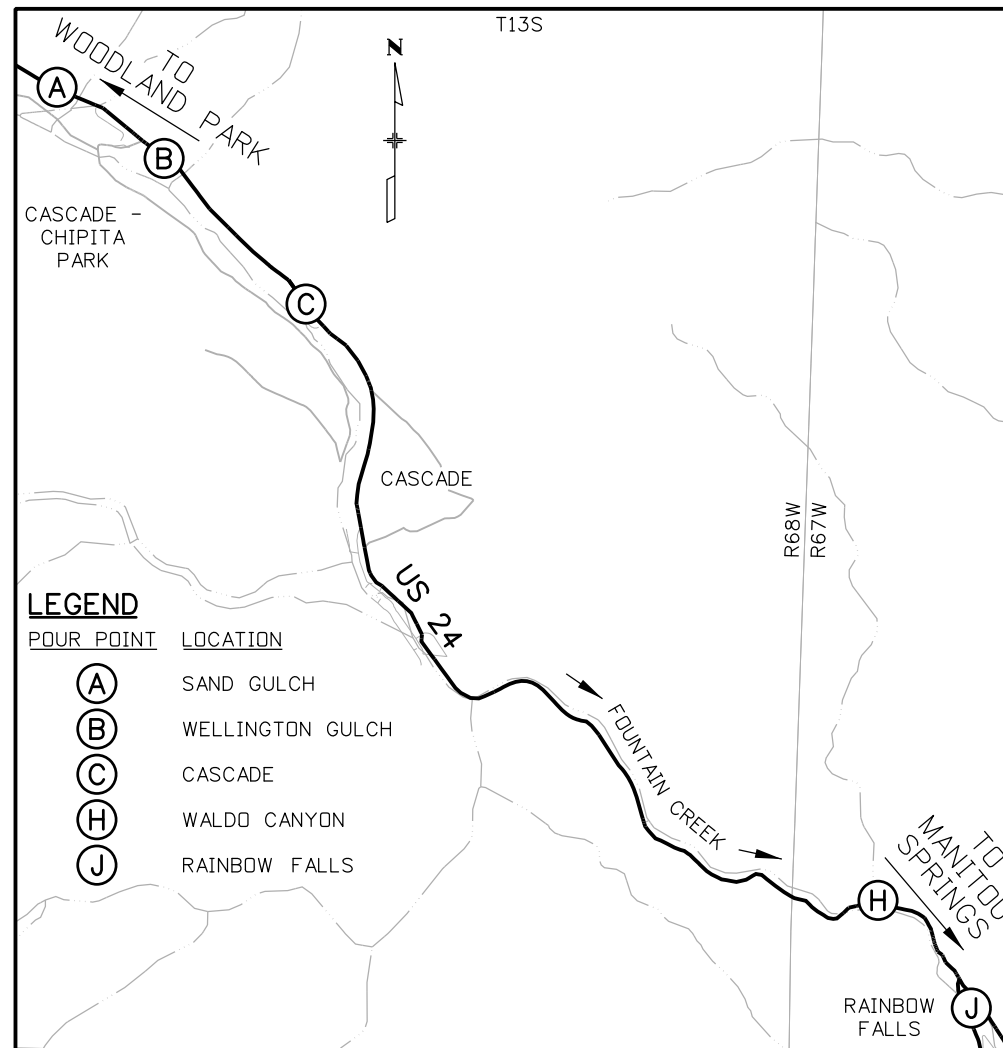 T13S
N
TO
WOODLAND PARK
A
B
CASCADE -
CHIPITA
PARK
C
CASCADE
R68W
R67W
US 24
LEGEND
POUR POINT LOCATION
A SAND GULCH
B WELLINGTON GULCH
C CASCADE
H WALDO CANYON
J RAINBOW FALLS
FOUNTAIN CREEK
TO
MANITOU
SPRINGS
H
RAINBOW
FALLS
J